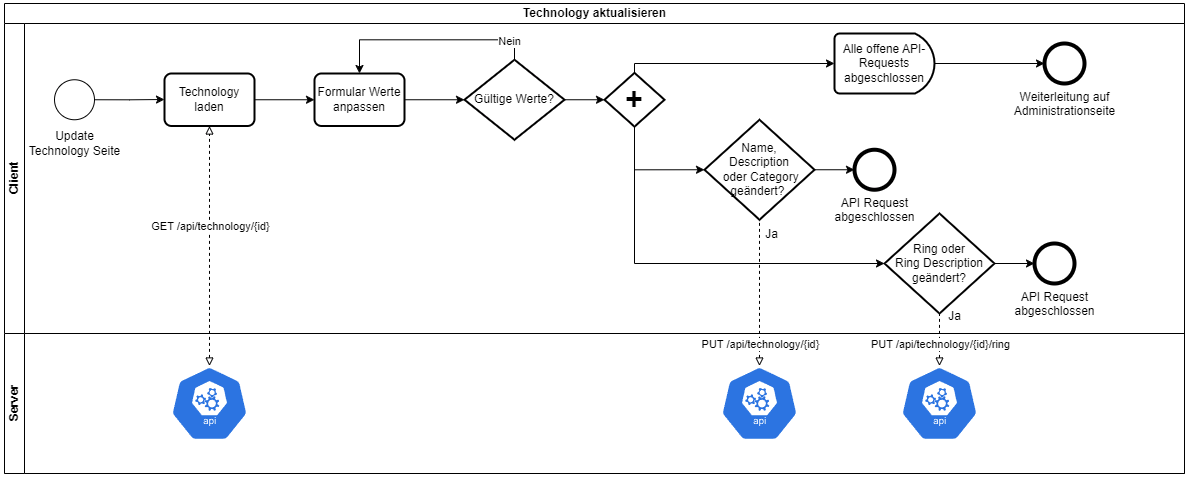 Technology aktualisieren
Client
Update
Technology Seite
Technology
laden
Formular Werte
anpassen
Nein
Gültige Werte?
Alle offene API-
Requests
abgeschlossen
Weiterleitung auf
Administrationseite
Name,
Description
oder Category
geändert?
API Request
abgeschlossen
Ja
Ring oder
Ring Description
geändert?
API Request
abgeschlossen
Ja
GET /api/technology/{id}
PUT /api/technology/{id}
PUT /api/technology/{id}/ring
Server
api
api
api